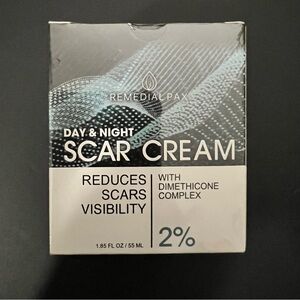 REMEDIAL PAX
DAY & NIGHT
SCAR CREAM
REDUCES
SCARS
VISIBILITY
WITH
DIMETHICONE
COMPLEX
1.85 FL OZ / 55 ML
2%